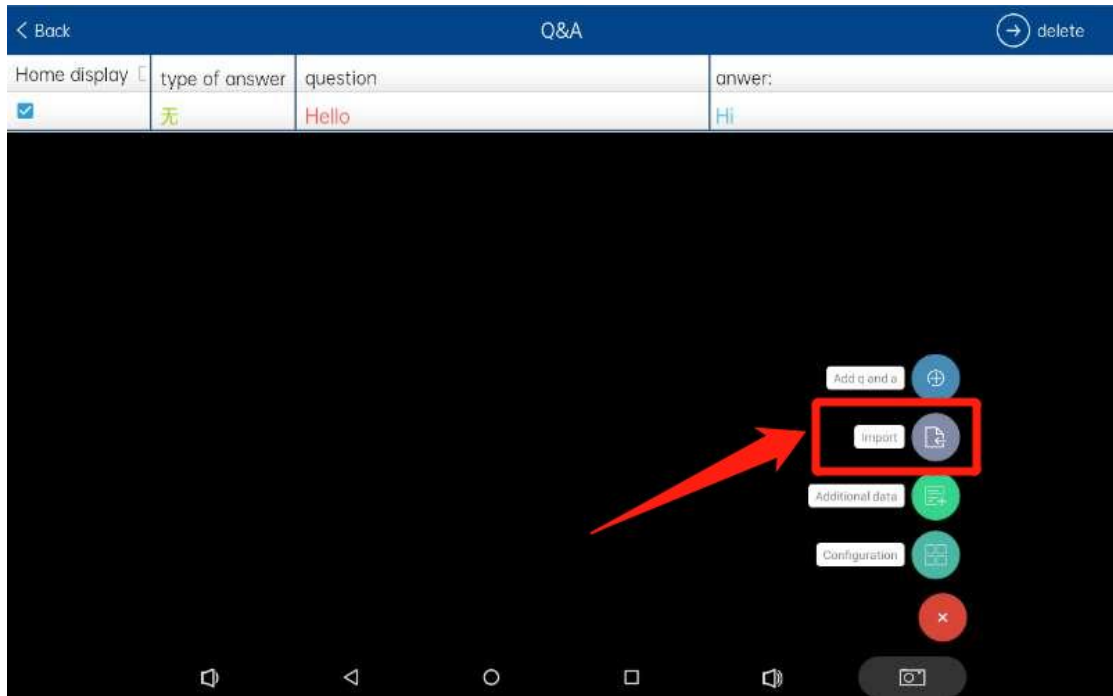 Back
Q&A
delete
Home display
type of answer
question
anwer:
无
Hello
Hi
Add q and a
Import
Additional data
Configuration